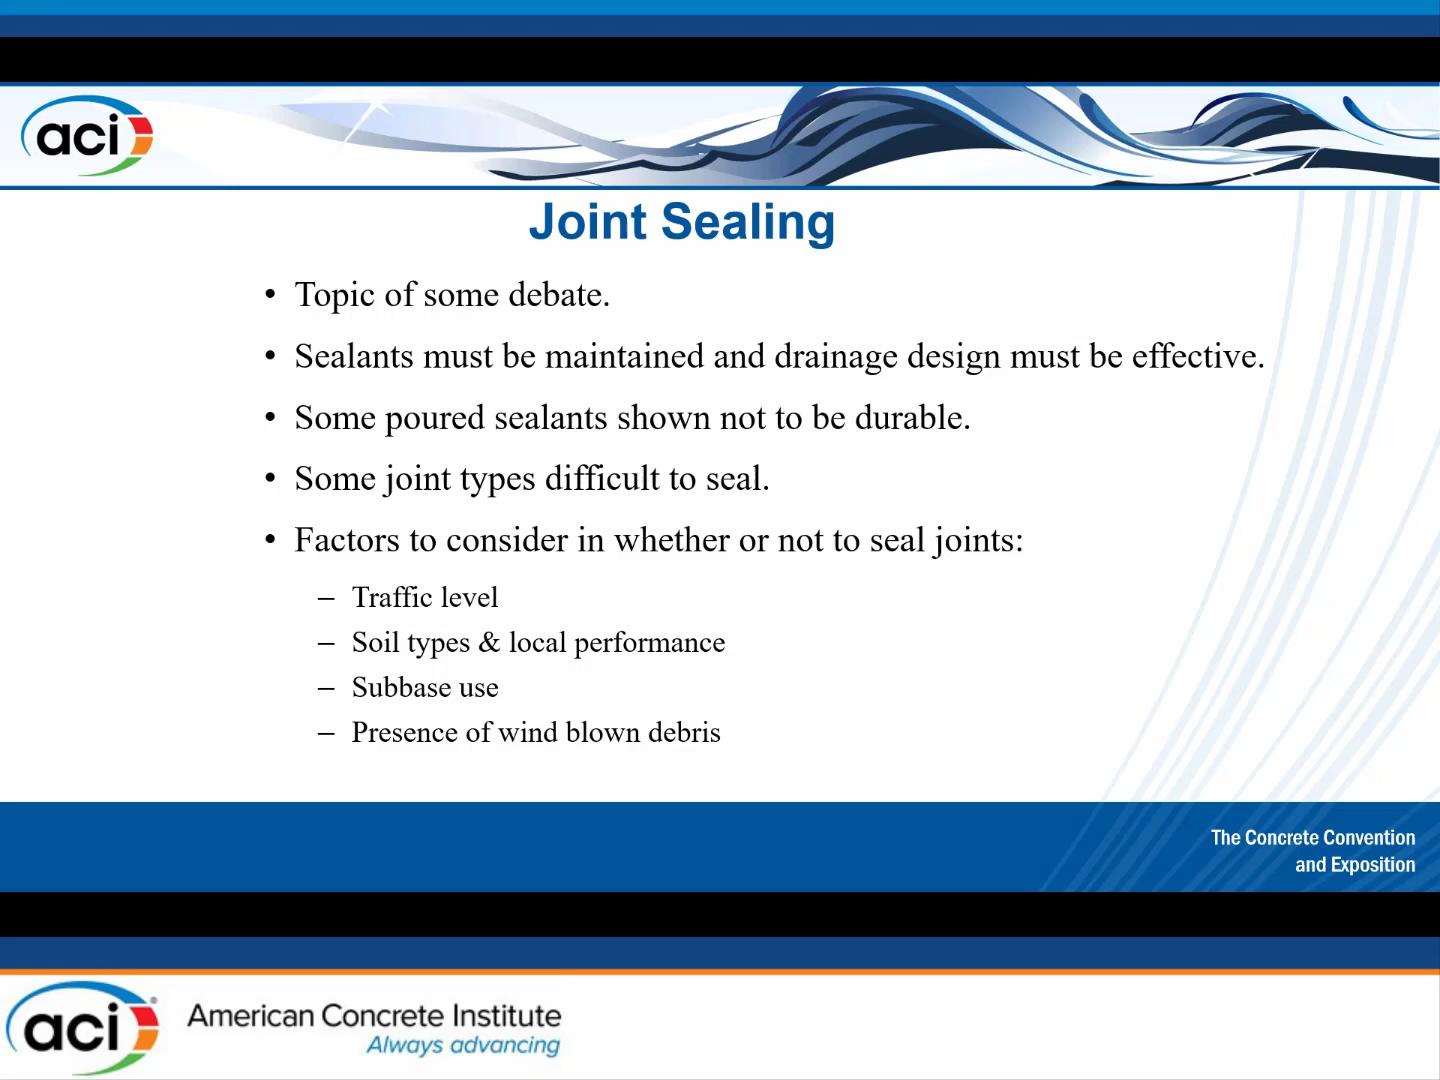 aci
Joint Sealing
• Topic of some debate.
• Sealants must be maintained and drainage design must be effective.
• Some poured sealants shown not to be durable.
• Some joint types difficult to seal.
• Factors to consider in whether or not to seal joints:
– Traffic level
– Soil types & local performance
– Subbase use
– Presence of wind blown debris
The Concrete Convention
and Exposition
aci®
American Concrete Institute
Always advancing